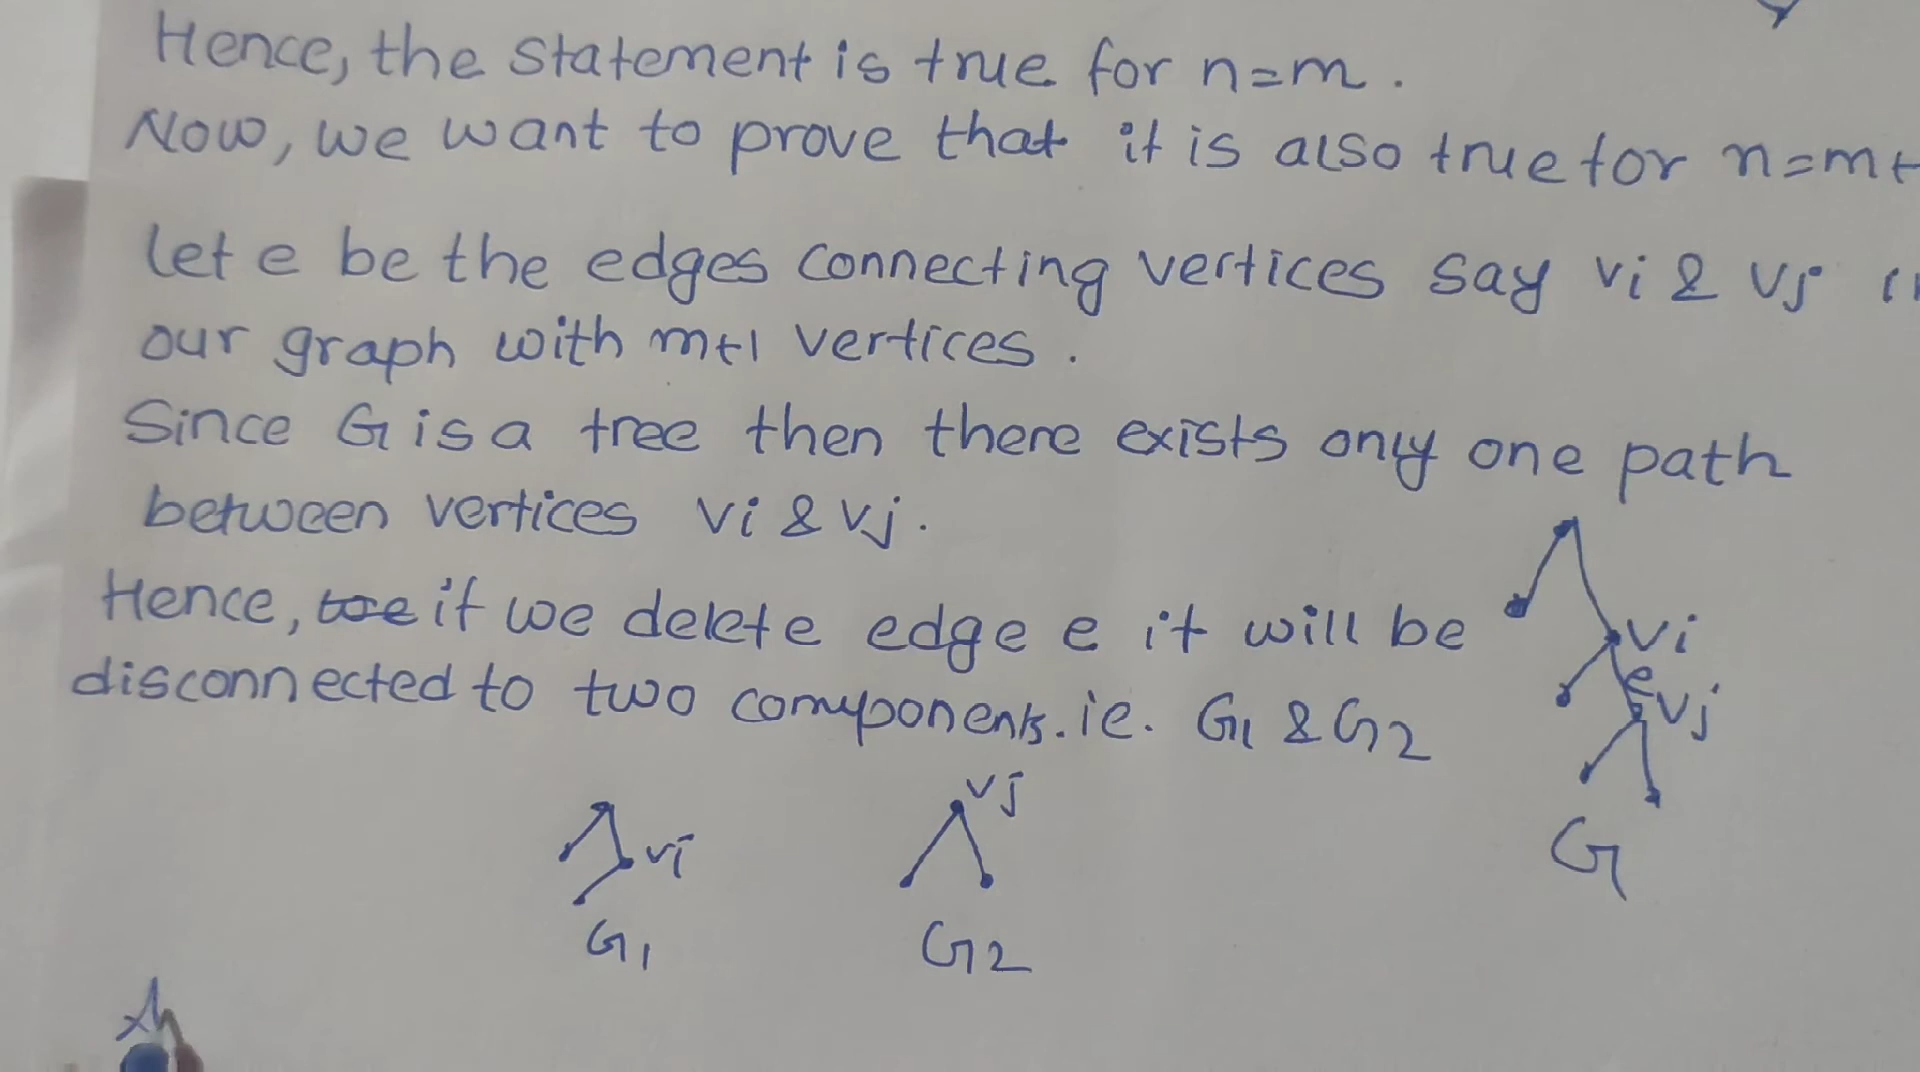 Hence, the statement is true for n=m.
Now, we want to prove that it is also true for n=m+
let e be the edges connecting vertices say vi & vj
our graph with m+1 vertices.
Since G is a tree then there exists only one path
between vertices vi & vj.
Hence, if we delete edge e it will be
disconnected to two components. ie. G1 & G2
vi
e
vj
G
vi
G1
vj
G2